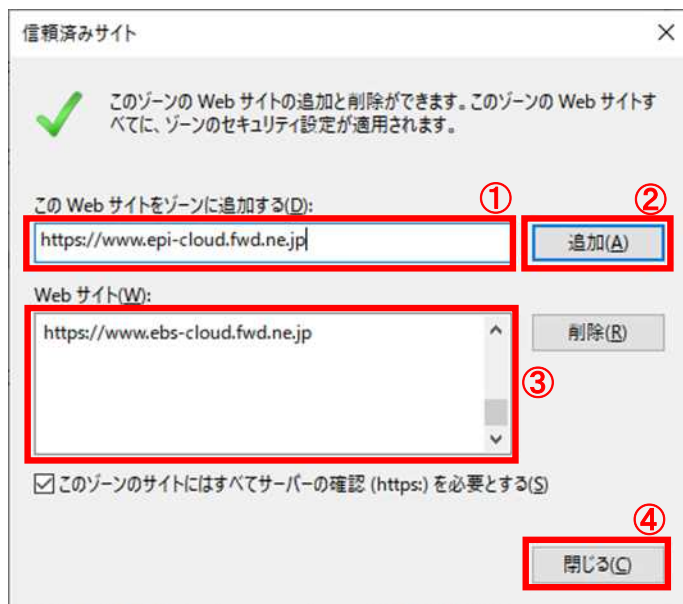 信頼済みサイト
このゾーンの Web サイトの追加と削除ができます。このゾーンの Web サイトす
べてに、ゾーンのセキュリティ設定が適用されます。
①
②
この Web サイトをゾーンに追加する(D):
https://www.epi-cloud.fwd.ne.jp
追加(A)
Web サイト(W):
https://www.ebs-cloud.fwd.ne.jp
削除(R)
③
このゾーンのサイトにはすべてサーバーの確認 (https:) を必要とする(S)
④
閉じる(C)